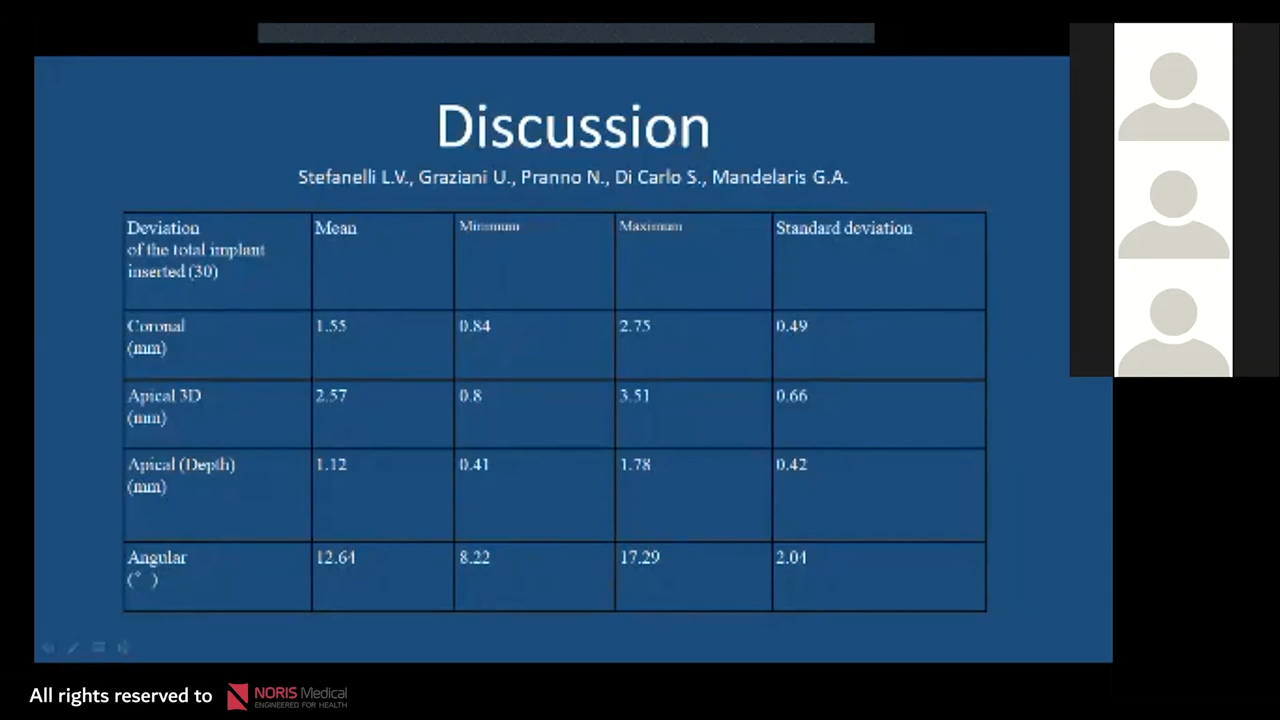 Discussion
Stefanelli L.V., Graziani U., Pranno N., Di Carlo S., Mandelaris G.A.
Deviation
of the total implant
inserted (30)
Mean
Minimum
Maximum
Standard deviation
Coronal
(mm)
1.55
0.84
2.75
0.49
Apical 3D
(mm)
2.57
0.8
3.51
0.66
Apical (Depth)
(mm)
1.12
0.41
1.78
0.42
Angular
(° )
12.64
8.22
17.29
2.04
All rights reserved to
NORIS Medical
ENGINEERED FOR HEALTH